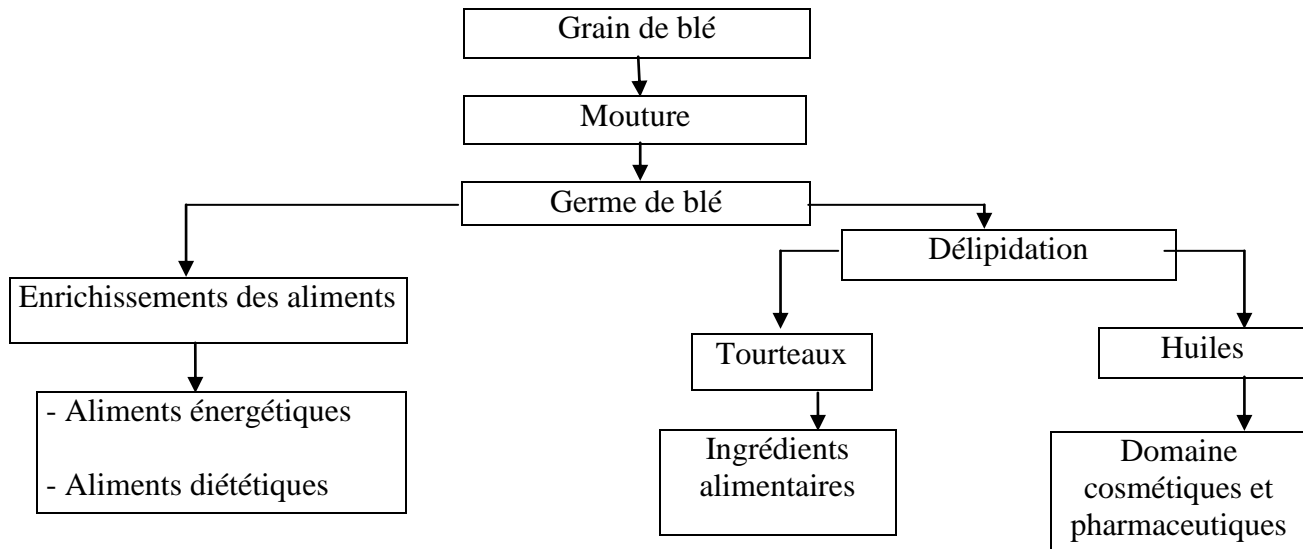 Grain de blé
Mouture
Germe de blé
Délipidation
Enrichissements des aliments
Tourteaux
Huiles
- Aliments énergétiques
- Aliments diététiques
Ingrédients
alimentaires
Domaine
cosmétiques et
pharmaceutiques